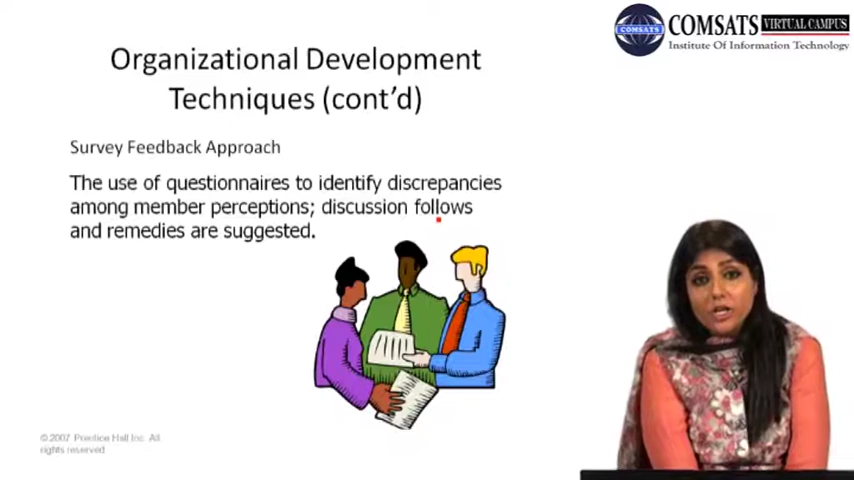 Organizational Development
Techniques (cont'd)
Survey Feedback Approach
The use of questionnaires to identify discrepancies
among member perceptions; discussion follows
and remedies are suggested.
©2007 Prentice Hall Inc. All
rights reserved
COMSATS
COMSATS VIRTUAL CAMPUS
Institute Of Information Technology